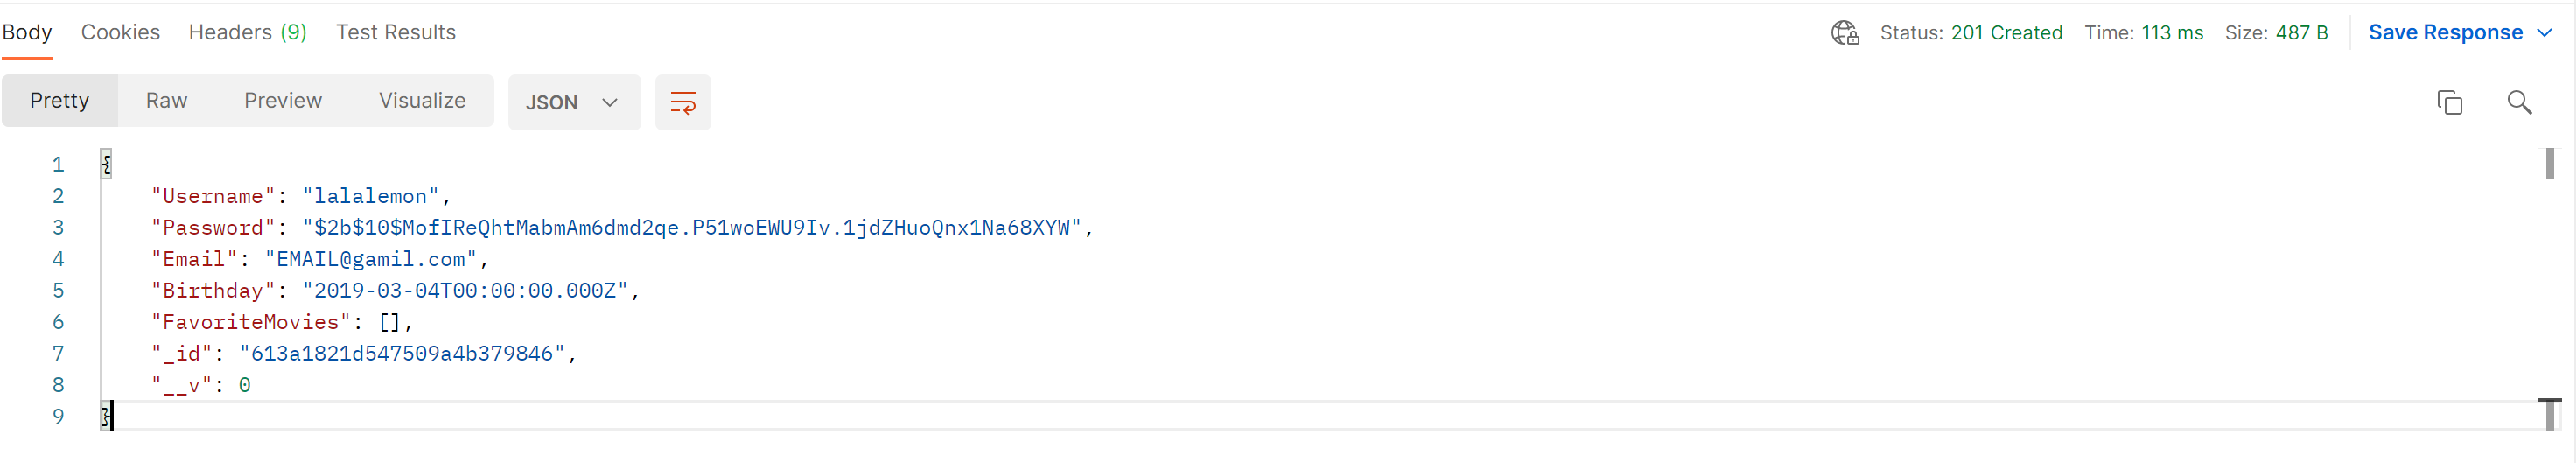 Body Cookies Headers (9) Test Results Status: 201 Created Time: 113 ms Size: 487 B Save Response
Pretty Raw Preview Visualize JSON
1 {
2 "Username": "lalalemon",
3 "Password": "$2b$10$MofIReQhtMabmAm6dmd2qe.P51woEWU9Iv.1jdZHuoQnx1Na68XYW",
4 "Email": "EMAIL@gamil.com",
5 "Birthday": "2019-03-04T00:00:00.000Z",
6 "FavoriteMovies": [],
7 "_id": "613a1821d547509a4b379846",
8 "__v": 0
9 }